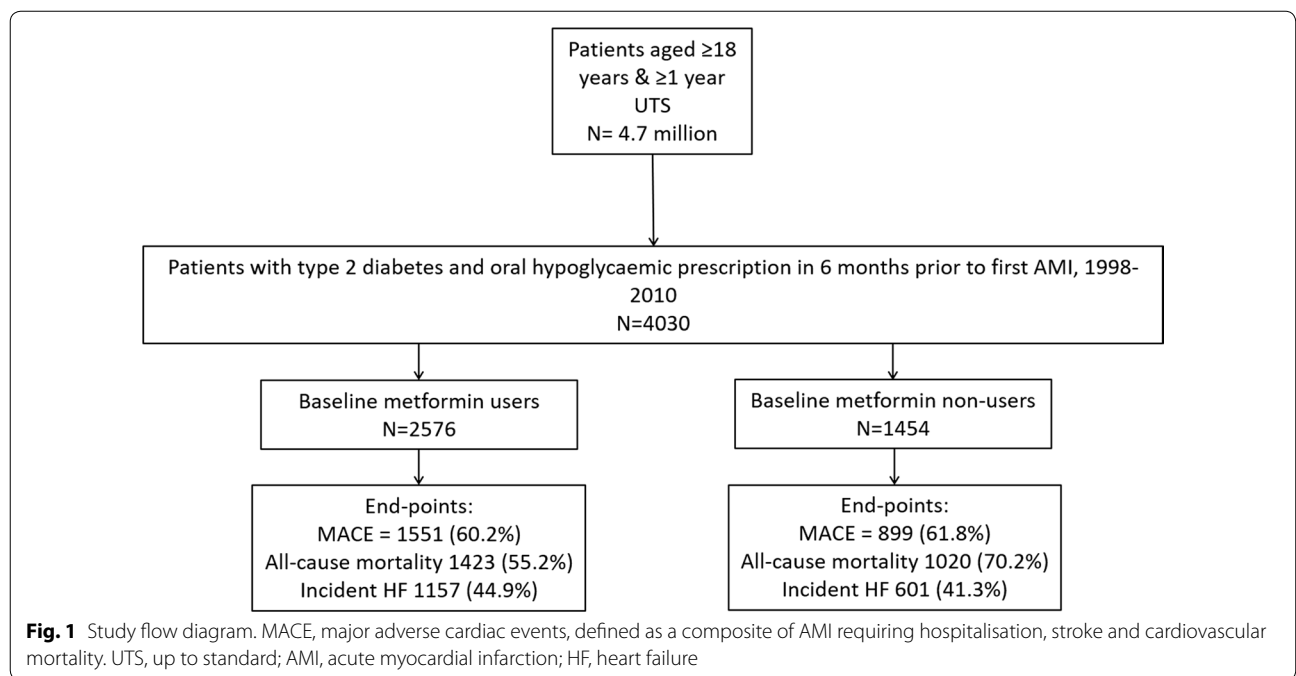 Patients aged ≥18
years & ≥1 year
UTS
N= 4.7 million
Patients with type 2 diabetes and oral hypoglycaemic prescription in 6 months prior to first AMI, 1998-
2010
N=4030
Baseline metformin users
N=2576
Baseline metformin non-users
N=1454
End-points:
MACE = 1551 (60.2%)
All-cause mortality 1423 (55.2%)
Incident HF 1157 (44.9%)
End-points:
MACE = 899 (61.8%)
All-cause mortality 1020 (70.2%)
Incident HF 601 (41.3%)
Fig. 1 Study flow diagram. MACE, major adverse cardiac events, defined as a composite of AMI requiring hospitalisation, stroke and cardiovascular
mortality. UTS, up to standard; AMI, acute myocardial infarction; HF, heart failure